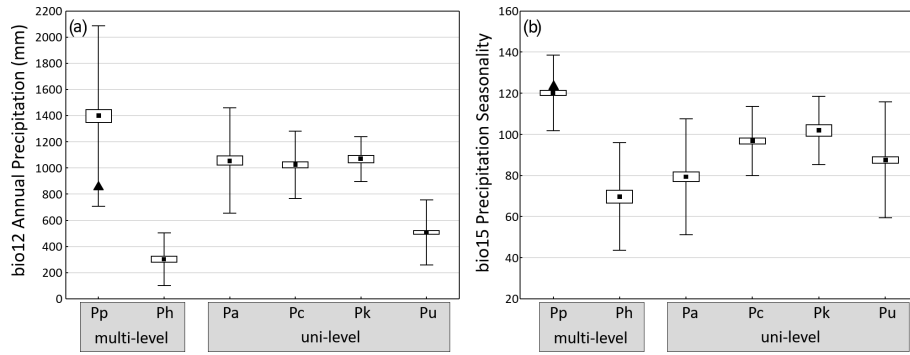 (a)
bio12 Annual Precipitation (mm)
2200
2000
1800
1600
1400
1200
1000
800
600
400
200
0
Pp Ph Pa Pc Pk Pu
multi-level uni-level
(b)
bio15 Precipitation Seasonality
160
140
120
100
80
60
40
20
Pp Ph Pa Pc Pk Pu
multi-level uni-level